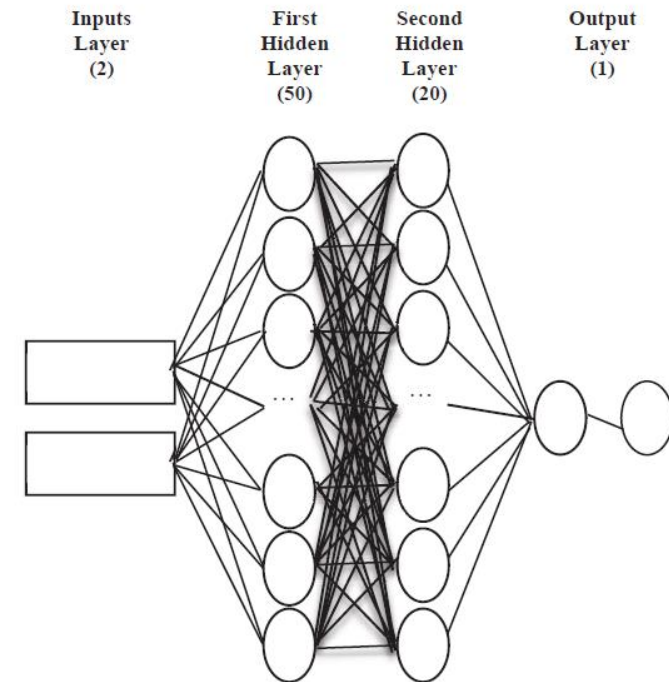 Inputs
Layer
(2)
First
Hidden
Layer
(50)
Second
Hidden
Layer
(20)
Output
Layer
(1)
...
...